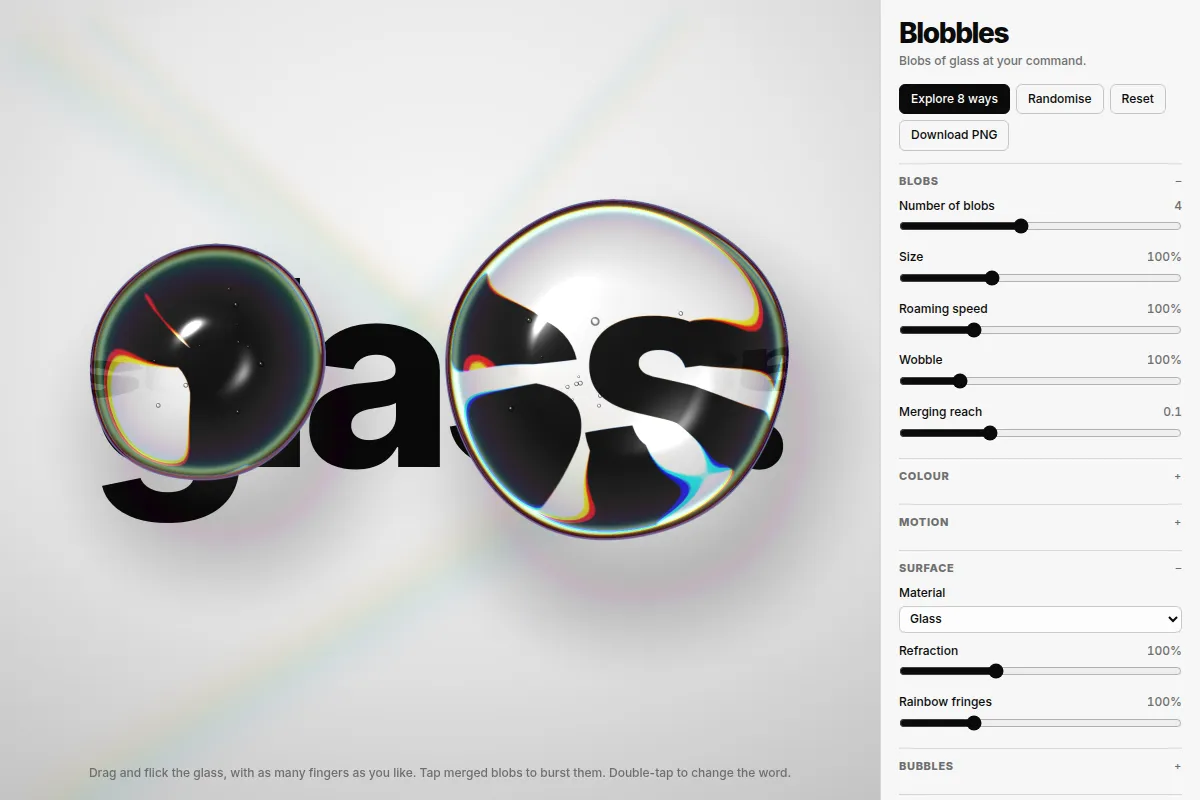 Blobbles
Blobs of glass at your command.
Explore 8 ways
Randomise
Reset
Download PNG
BLOBS
−
Number of blobs
4
Size
100%
Roaming speed
100%
Wobble
100%
Merging reach
0.1
COLOUR
+
MOTION
+
SURFACE
−
Material
Glass
Refraction
100%
Rainbow fringes
100%
BUBBLES
+
Drag and flick the glass, with as many fingers as you like. Tap merged blobs to burst them. Double-tap to change the word.